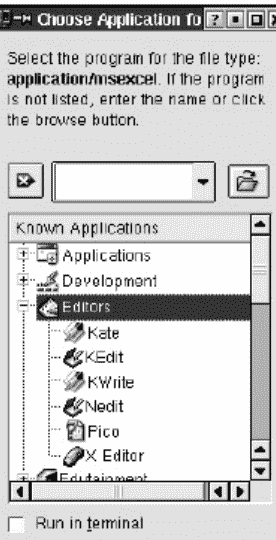 Choose Application fo
Select the program for the file type:
application/msexcel. If the program
is not listed, enter the name or click
the browse button.
Known Applications
Applications
Development
Editors
Kate
KEdit
KWrite
Nedit
Pico
X Editor
Edutainment
Run in terminal